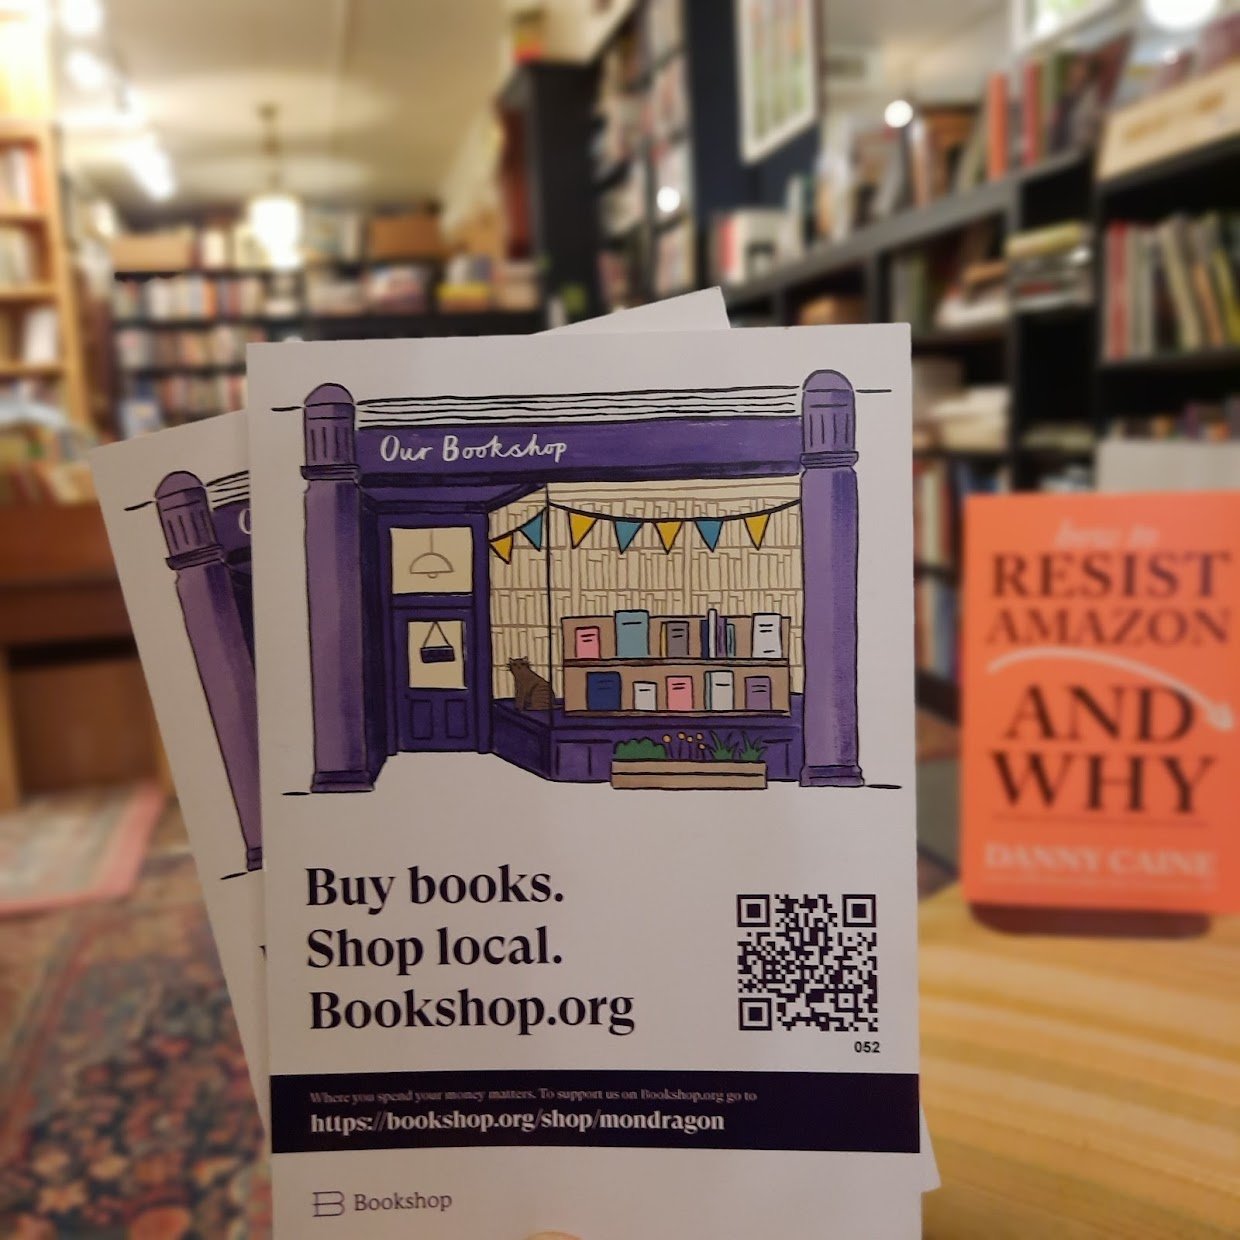 Our Bookshop
Buy books.
Shop local.
Bookshop.org
052
Where you spend your money matters. To support us on Bookshop.org go to
https://bookshop.org/shop/mondragon
B Bookshop
how to
RESIST
AMAZON
AND
WHY
DANNY CAINE